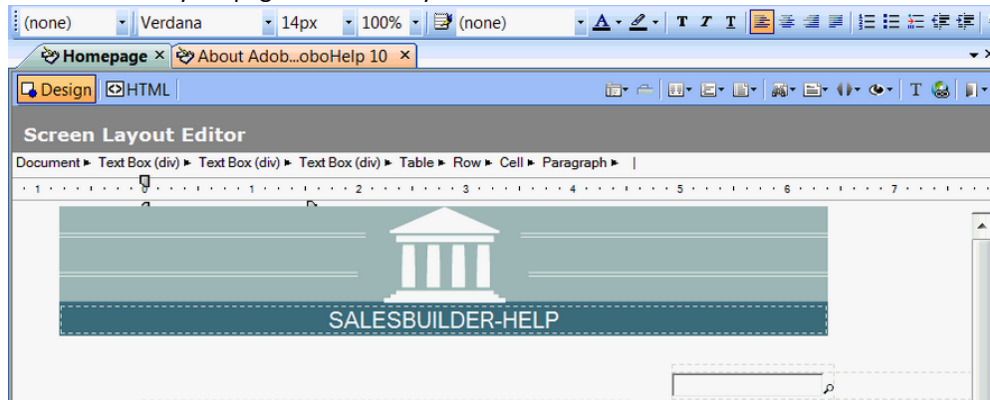 (none) Verdana 14px 100% (none) A T T T
Homepage × About Adob...oboHelp 10 ×
Design HTML T
Screen Layout Editor
Document Text Box (div) Text Box (div) Text Box (div) Table Row Cell Paragraph
1 0 1 2 3 4 5 6 7
SALESBUILDER-HELP